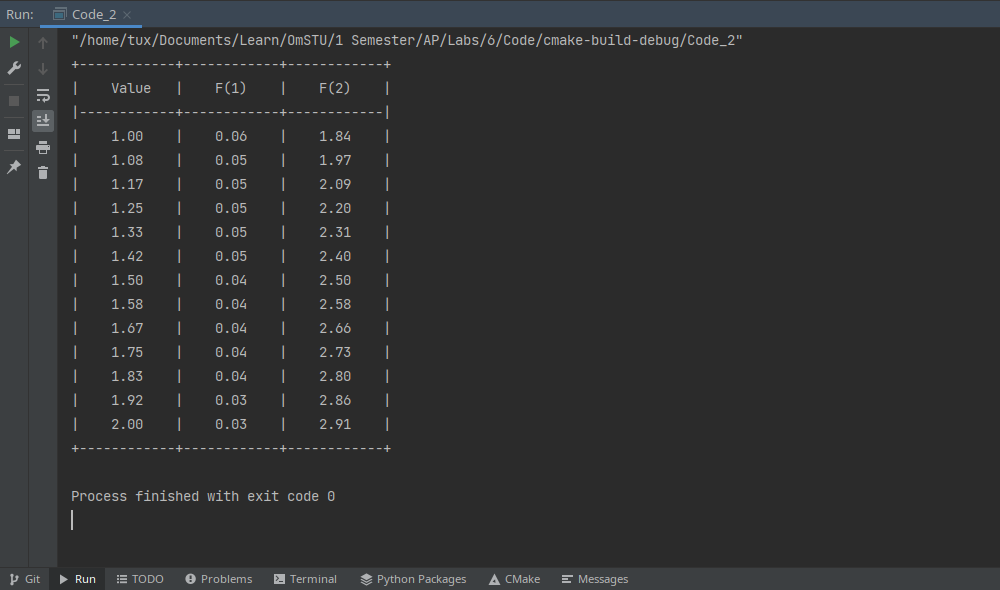 Run: Code_2
"/home/tux/Documents/Learn/OmSTU/1 Semester/AP/Labs/6/Code/cmake-build-debug/Code_2"
+------------+------------+------------+
|    Value   |    F(1)    |    F(2)    |
|------------+------------+------------|
|    1.00    |    0.06    |    1.84    |
|    1.08    |    0.05    |    1.97    |
|    1.17    |    0.05    |    2.09    |
|    1.25    |    0.05    |    2.20    |
|    1.33    |    0.05    |    2.31    |
|    1.42    |    0.05    |    2.40    |
|    1.50    |    0.04    |    2.50    |
|    1.58    |    0.04    |    2.58    |
|    1.67    |    0.04    |    2.66    |
|    1.75    |    0.04    |    2.73    |
|    1.83    |    0.04    |    2.80    |
|    1.92    |    0.03    |    2.86    |
|    2.00    |    0.03    |    2.91    |
+------------+------------+------------+
Process finished with exit code 0
Git Run TODO Problems Terminal Python Packages CMake Messages